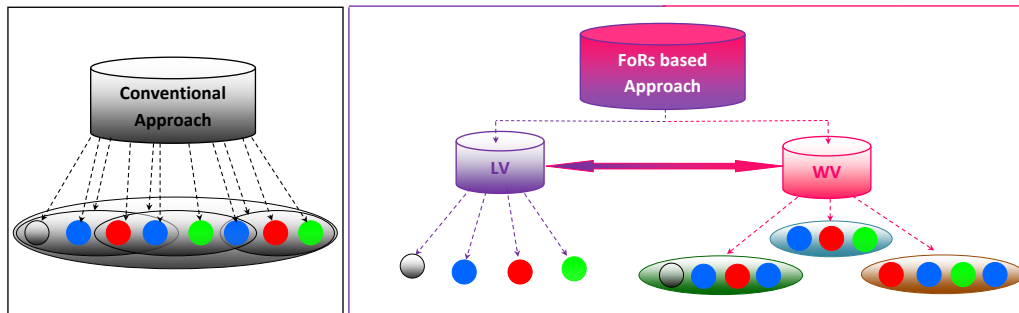 Conventional
Approach
FoRs based
Approach
LV
WV